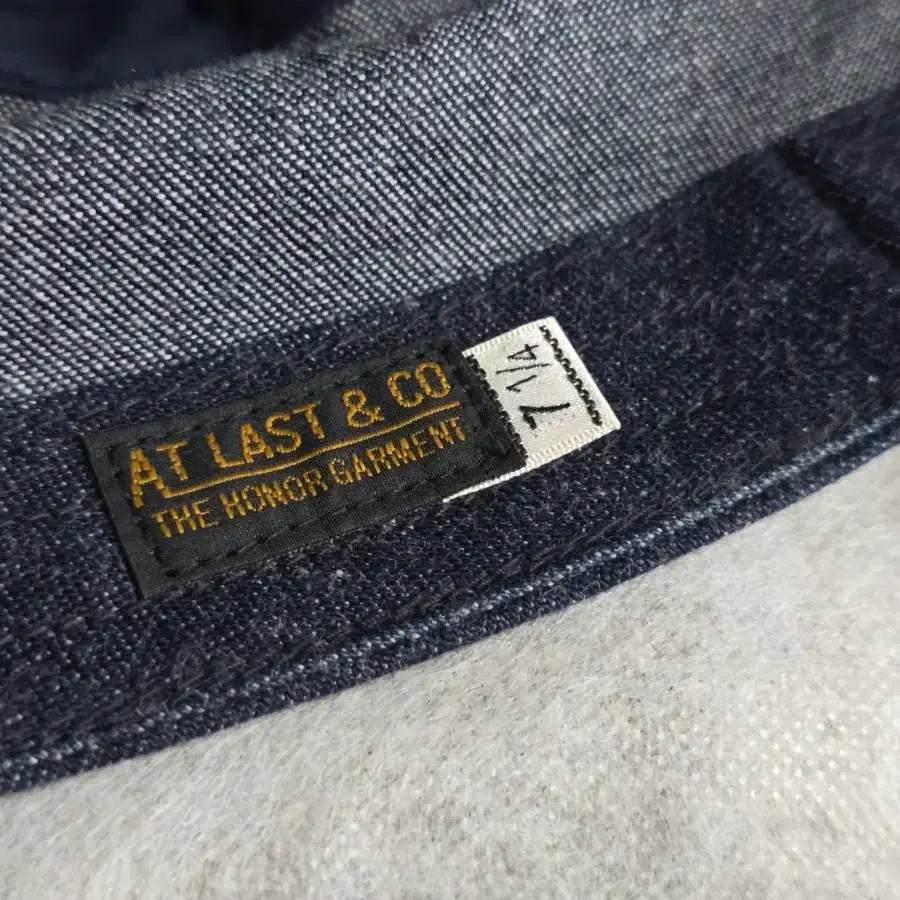 AT LAST & CO
THE HONOR GARMENT
7 1/4